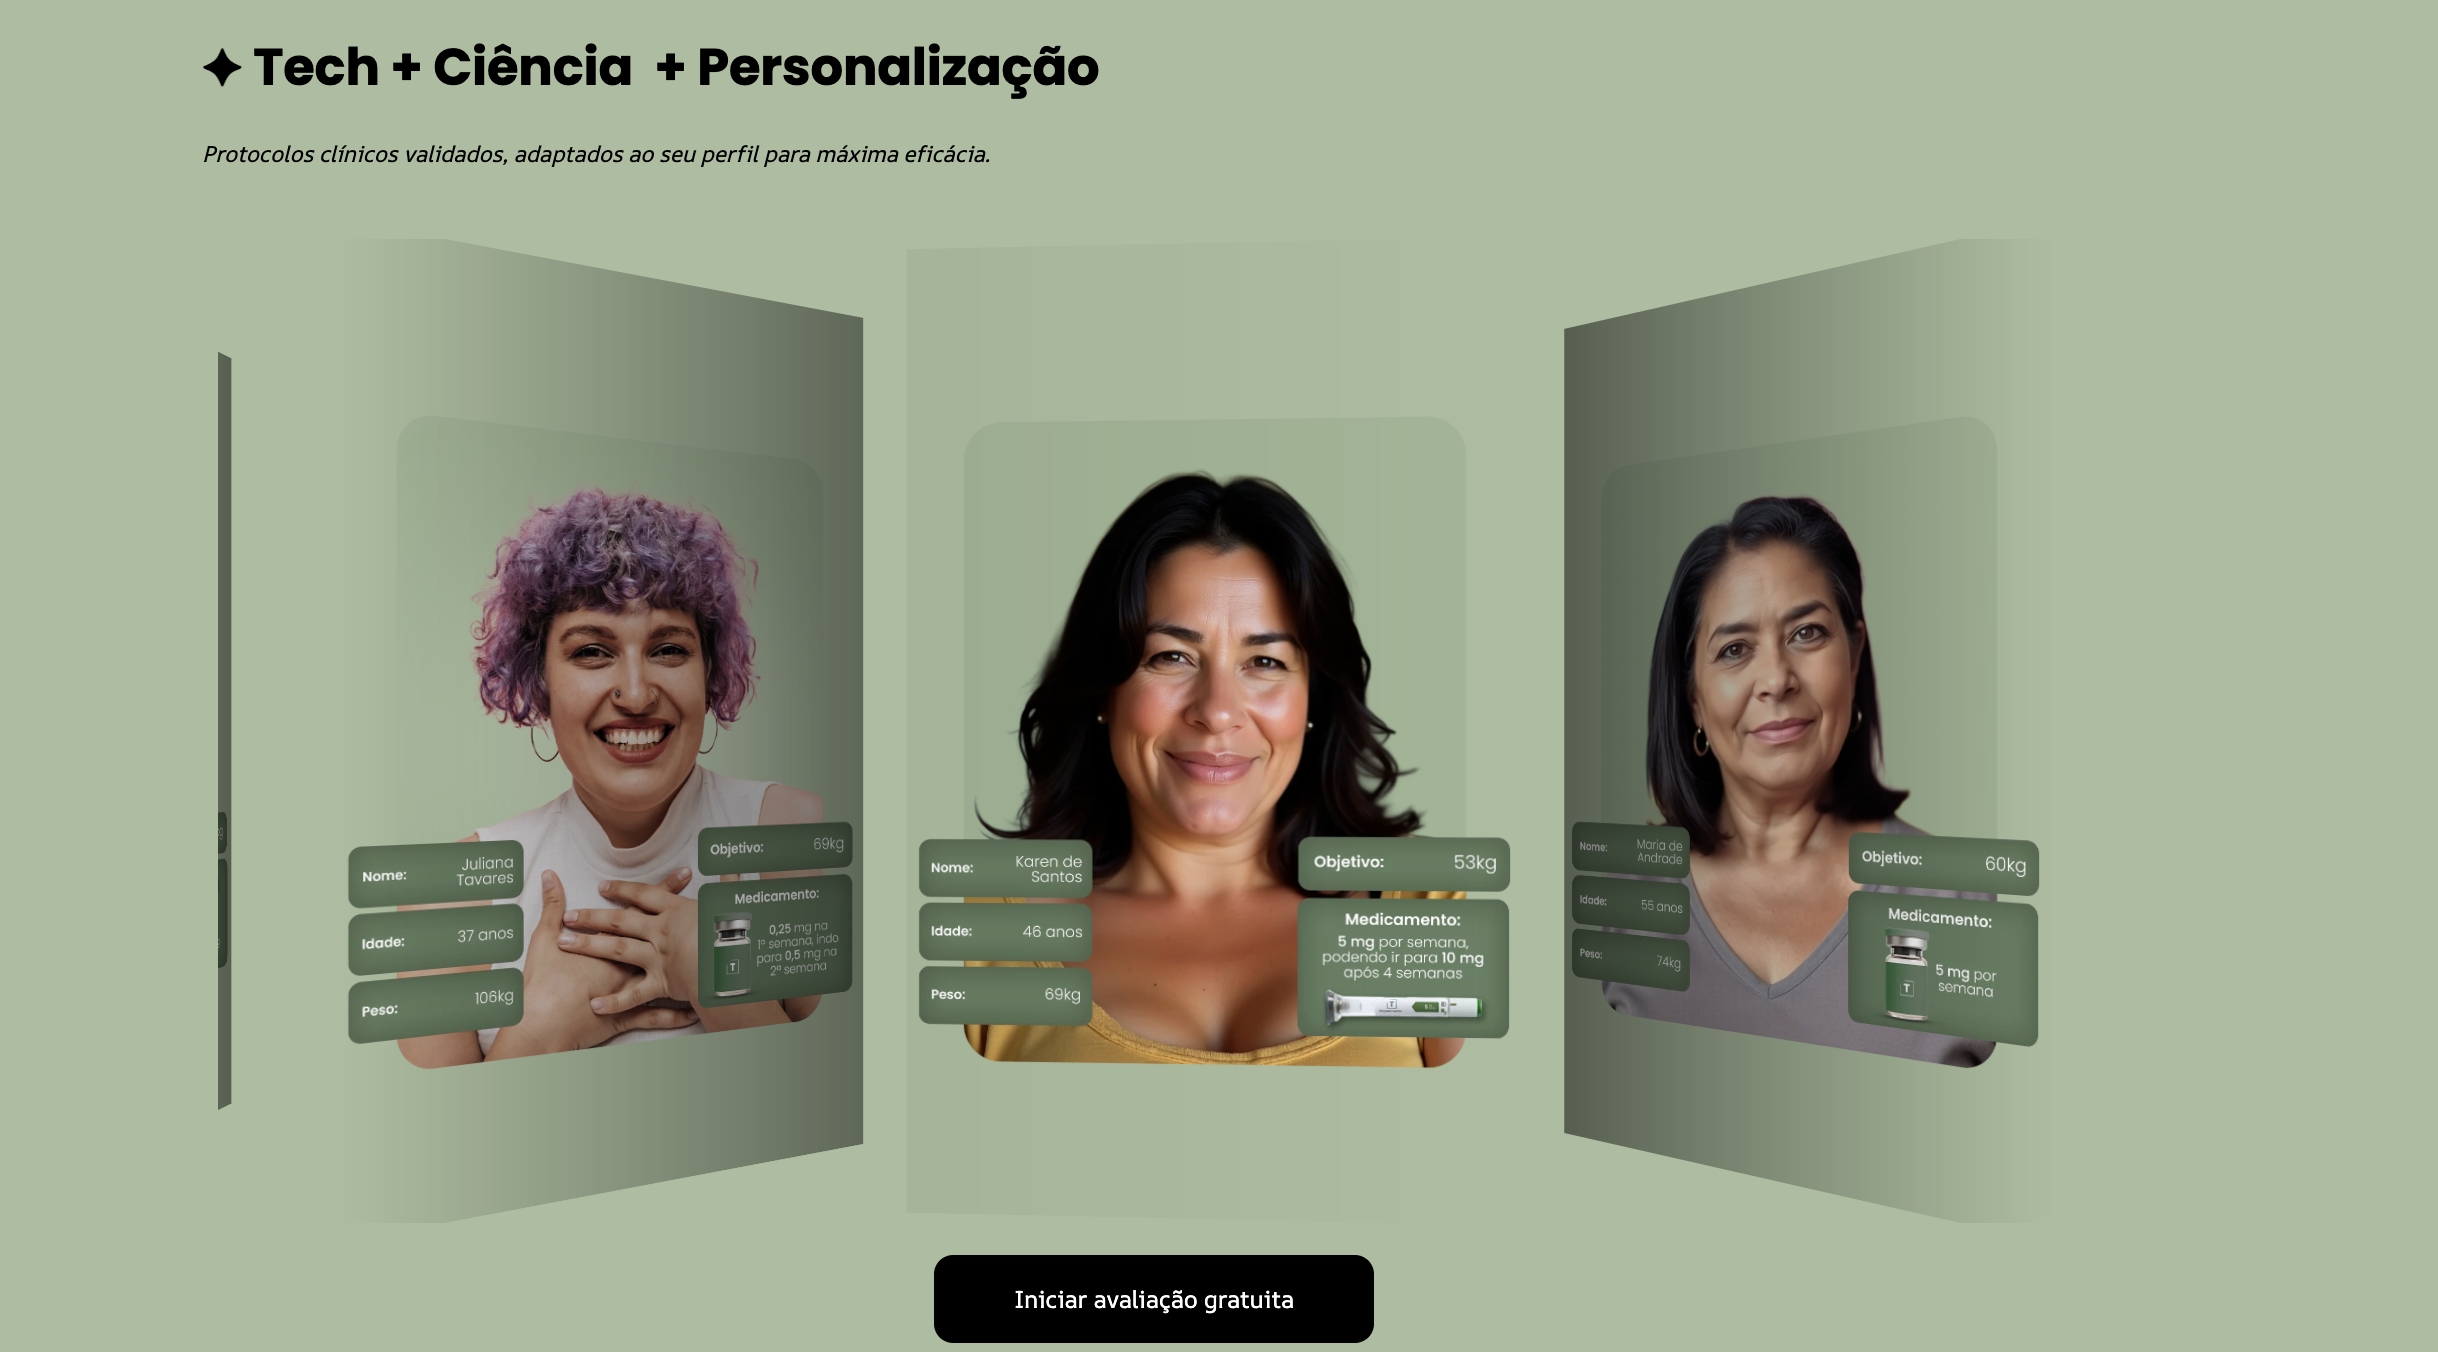 Tech + Ciência + Personalização
Protocolos clínicos validados, adaptados ao seu perfil para máxima eficácia.
Nome: Juliana
Tavares
Idade: 37 anos
Peso: 106kg
Objetivo: 69kg
Medicamento:
0,25 mg na
1ª semana, indo
para 0,5 mg na
2ª semana
T
Nome: Karen de
Santos
Idade: 46 anos
Peso: 69kg
Objetivo: 53kg
Medicamento:
5 mg por semana,
podendo ir para 10 mg
após 4 semanas
T
Nome: Maria de
Andrade
Idade: 55 anos
Peso: 74kg
Objetivo: 60kg
Medicamento:
5 mg por
semana
T
Iniciar avaliação gratuita